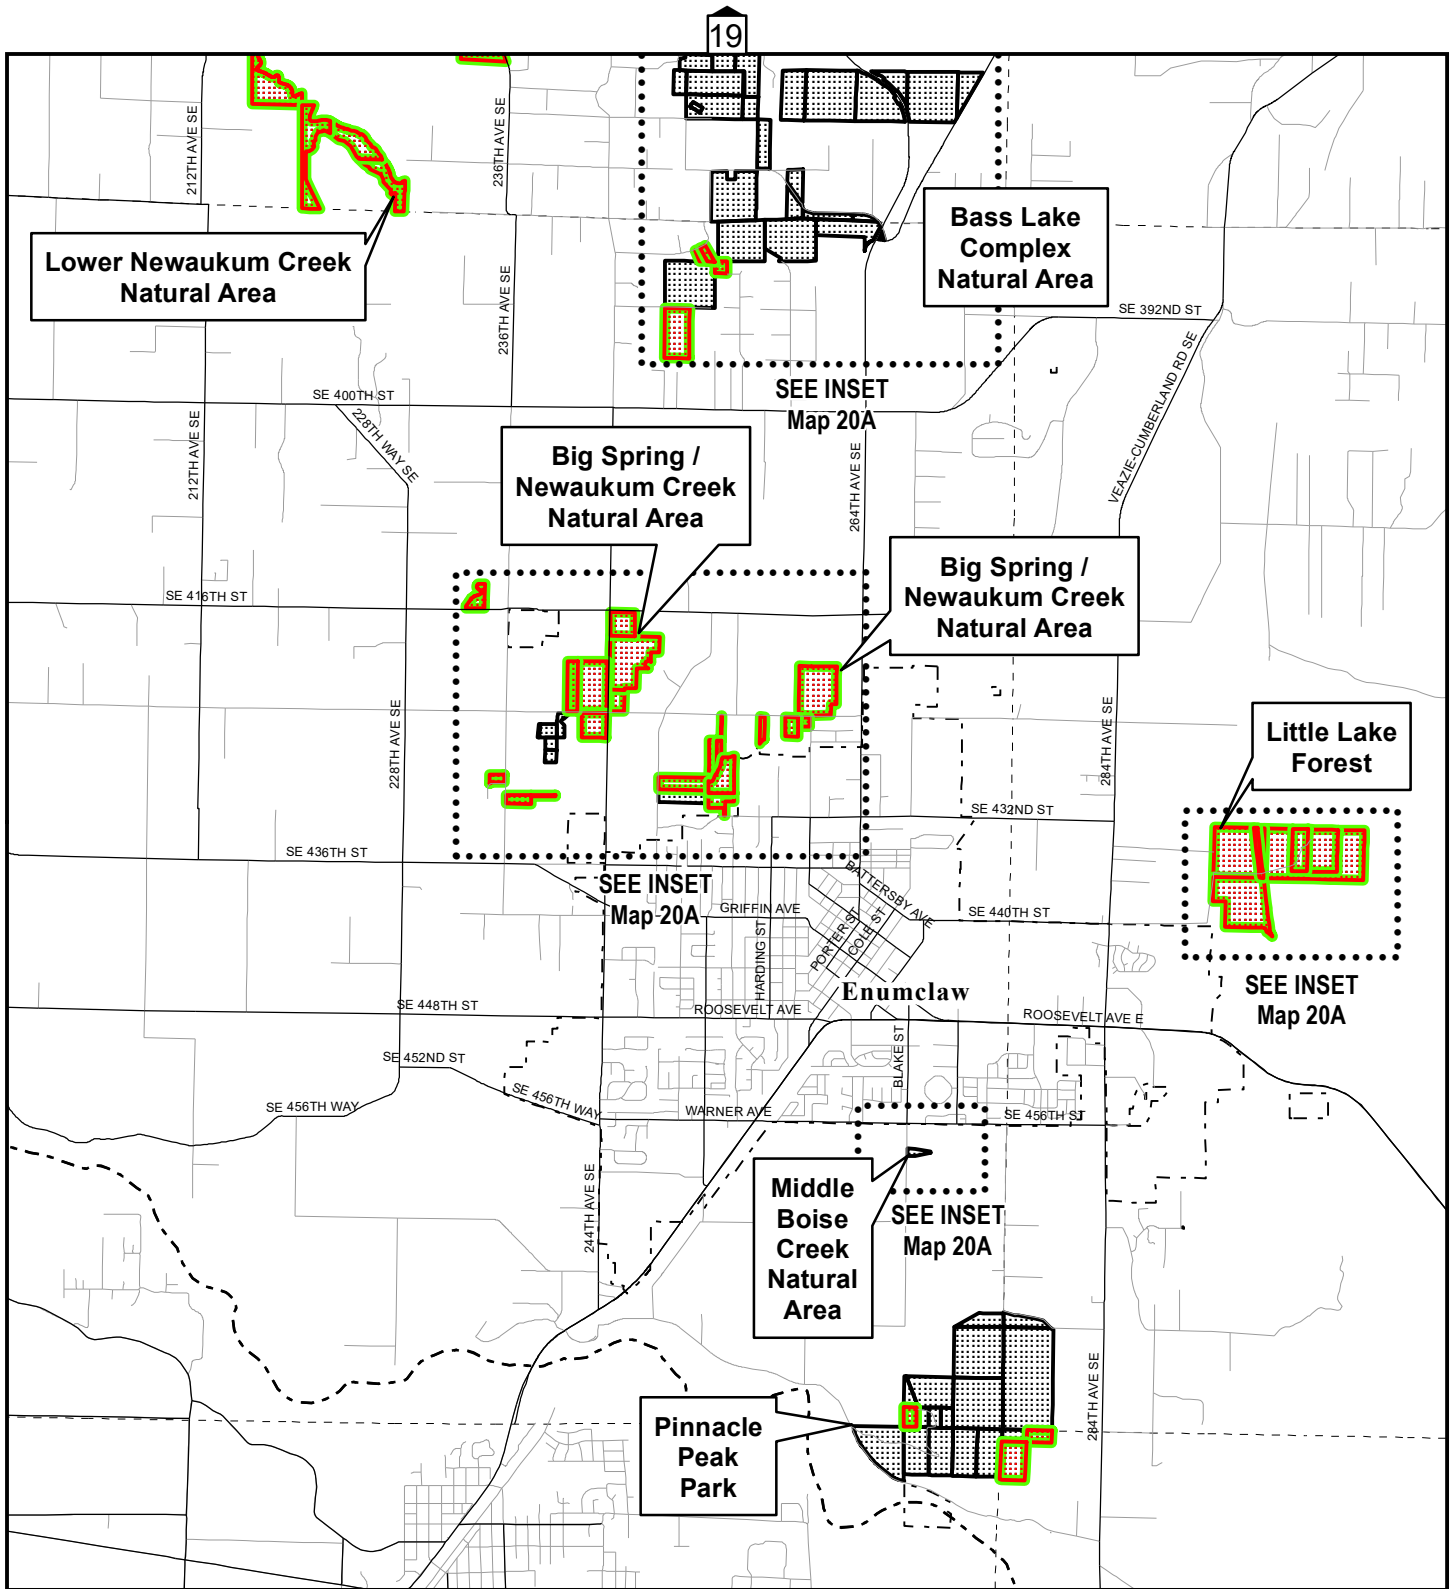 19
212TH AVE SE
236TH AVE SE
Lower Newaukum Creek
Natural Area
Bass Lake
Complex
Natural Area
236TH AVE SE
SE 392ND ST
VEAZIE-CUMBERLAND RD SE
SEE INSET
Map 20A
SE 400TH ST
228TH WAY SE
212TH AVE SE
264TH AVE SE
Big Spring /
Newaukum Creek
Natural Area
Big Spring /
Newaukum Creek
Natural Area
SE 416TH ST
228TH AVE SE
284TH AVE SE
Little Lake
Forest
SE 432ND ST
SE 436TH ST
SEE INSET
Map 20A
BATTERSBY AVE
GRIFFIN AVE
HARDING ST
PORTER ST
COLE ST
SE 440TH ST
SEE INSET
Map 20A
Enumclaw
SE 448TH ST
ROOSEVELT AVE
ROOSEVELT AVE E
SE 452ND ST
BLAKE ST
SE 456TH WAY
SE 456TH WAY
WARNER AVE
SE 456TH ST
244TH AVE SE
Middle
Boise
Creek
Natural
Area
SEE INSET
Map 20A
284TH AVE SE
Pinnacle
Peak
Park